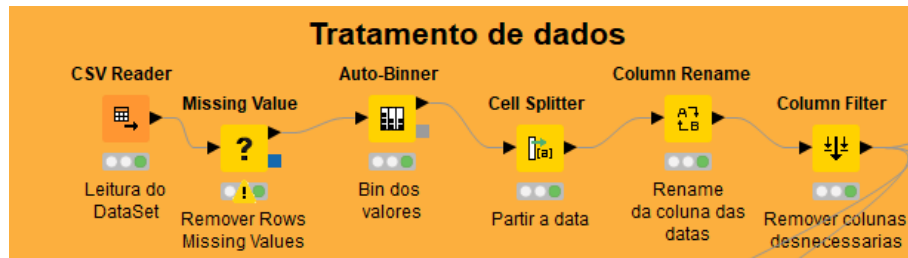 Tratamento de dados
CSV Reader
Leitura do
DataSet
Missing Value
?
Remover Rows
Missing Values
Auto-Binner
Bin dos
valores
Cell Splitter
[a]
Partir a data
Column Rename
A
B
Rename
da coluna das
datas
Column Filter
Remover colunas
desnecessarias